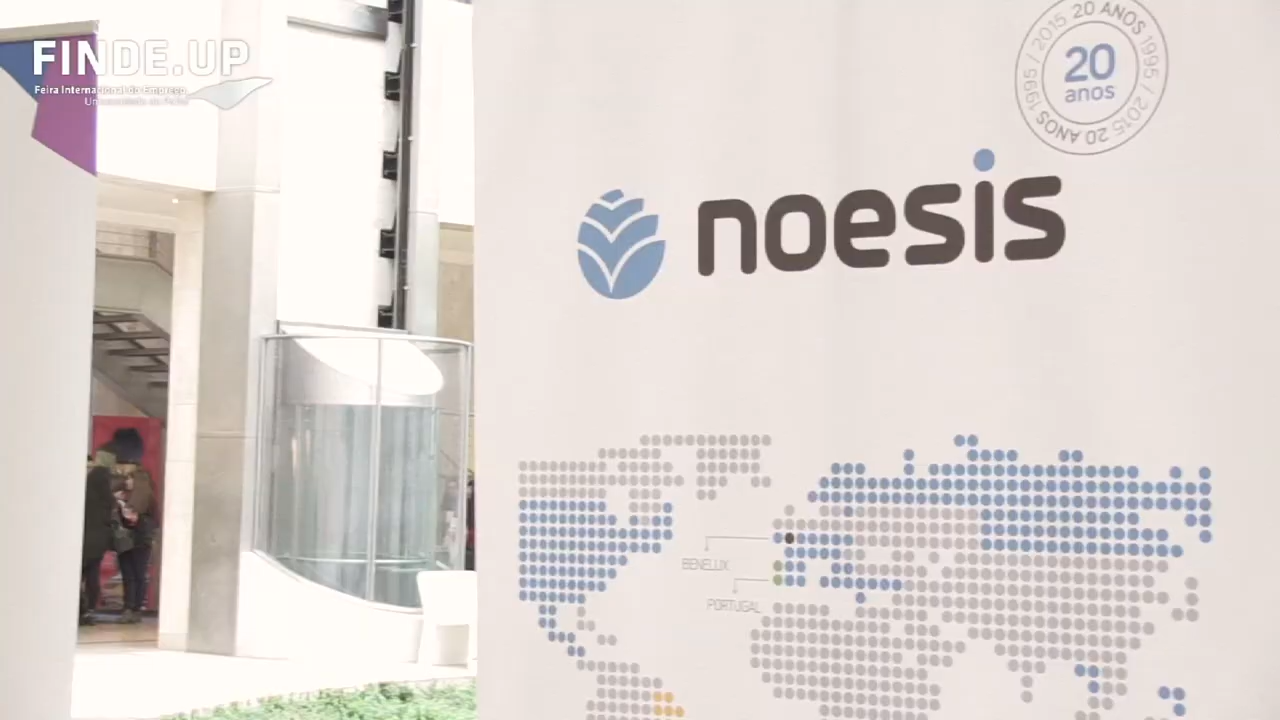 FINDE.UP
Feira Internacional do Emprego
Universidade do Porto
20 ANOS 1995 / 2015 20 ANOS 1995 / 2015
20
anos
noesis
BENELUX
PORTUGAL